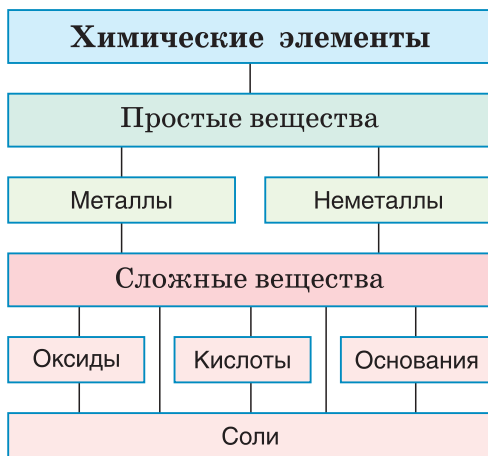 Химические элементы
Простые вещества
Металлы
Неметаллы
Сложные вещества
Оксиды
Кислоты
Основания
Соли